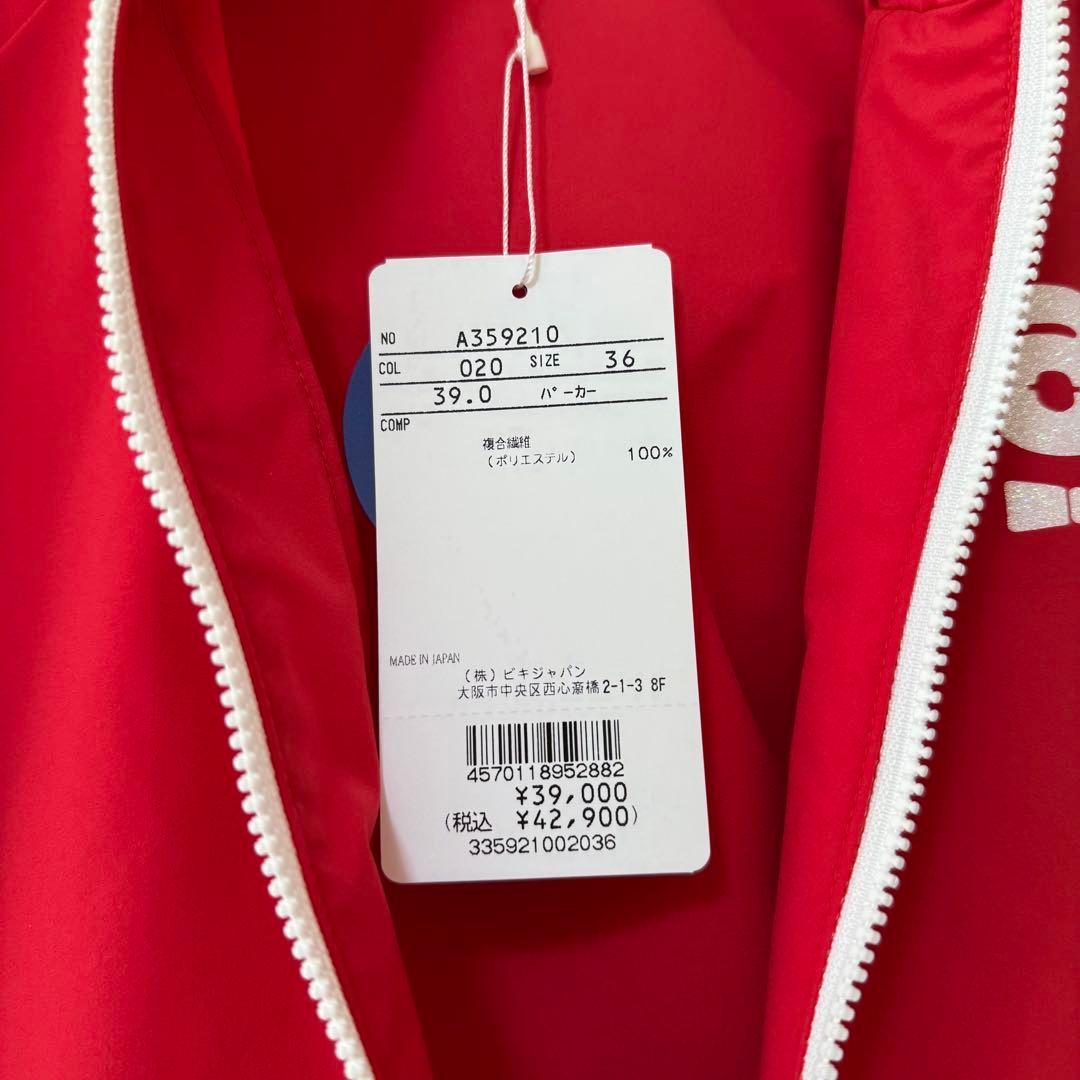 NO A359210
COL 020 SIZE 36
39.0 パーカー
COMP
複合繊維
(ポリエステル) 100%
MADE IN JAPAN
(株)ビキジャパン
大阪市中央区西心斎橋2-1-3 8F
4570118952882
¥39,000
(税込 ¥42,900)
335921002036